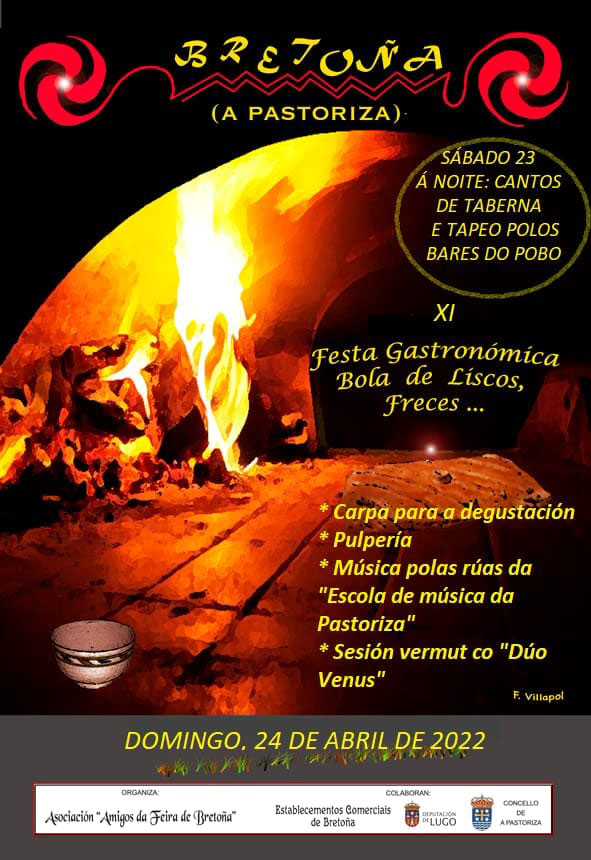 BRETOÑA
(A PASTORIZA)
SÁBADO 23
Á NOITE: CANTOS
DE TABERNA
E TAPEO POLOS
BARES DO POBO
XI
Festa Gastronómica
Bola de Liscos,
Freces ...
* Carpa para a degustación
* Pulpería
* Música polas rúas da
"Escola de música da
Pastoriza"
* Sesión vermut co "Dúo
Venus"
F. Villapol
DOMINGO, 24 DE ABRIL DE 2022
ORGANIZA:
Asociación "Amigos da Feira de Bretoña"
COLABORAN:
Establecementos Comerciais
de Bretoña
DEPUTACIÓN
DE LUGO
CONCELLO
DE
A PASTORIZA